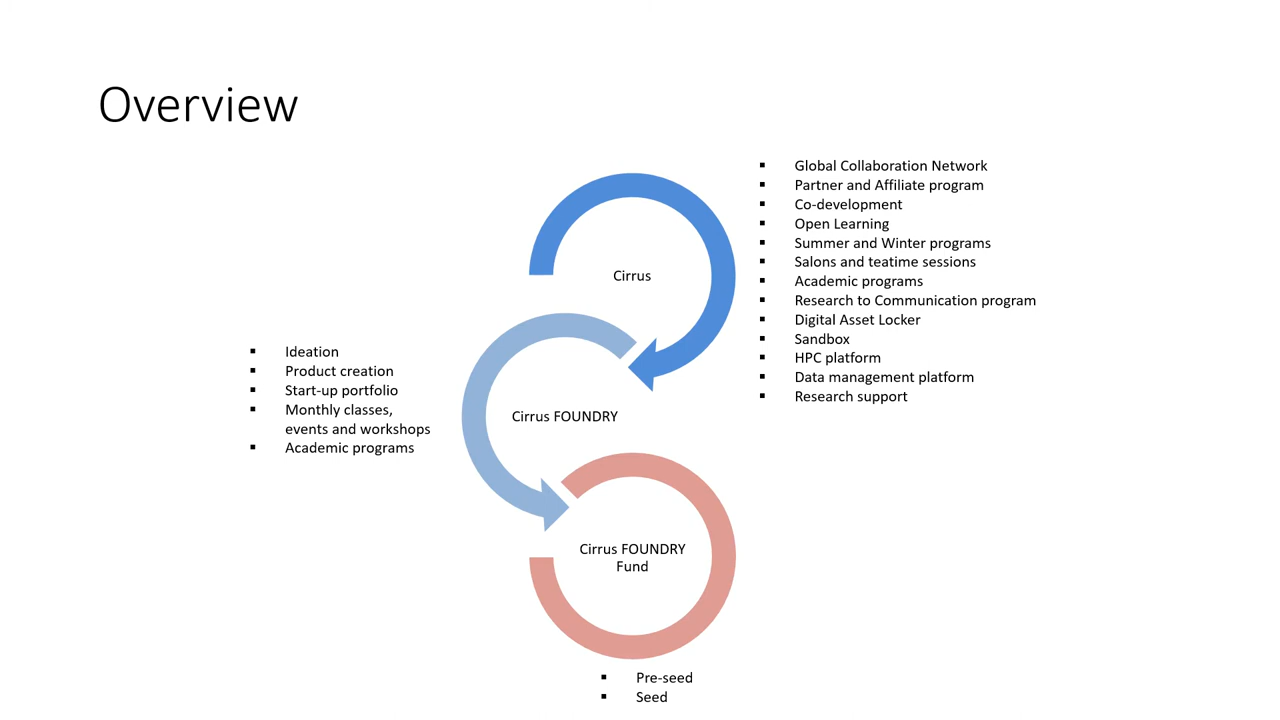 Overview
Cirrus
▪ Global Collaboration Network
▪ Partner and Affiliate program
▪ Co-development
▪ Open Learning
▪ Summer and Winter programs
▪ Salons and teatime sessions
▪ Academic programs
▪ Research to Communication program
▪ Digital Asset Locker
▪ Sandbox
▪ HPC platform
▪ Data management platform
▪ Research support
Cirrus FOUNDRY
▪ Ideation
▪ Product creation
▪ Start-up portfolio
▪ Monthly classes,
events and workshops
▪ Academic programs
Cirrus FOUNDRY
Fund
▪ Pre-seed
▪ Seed